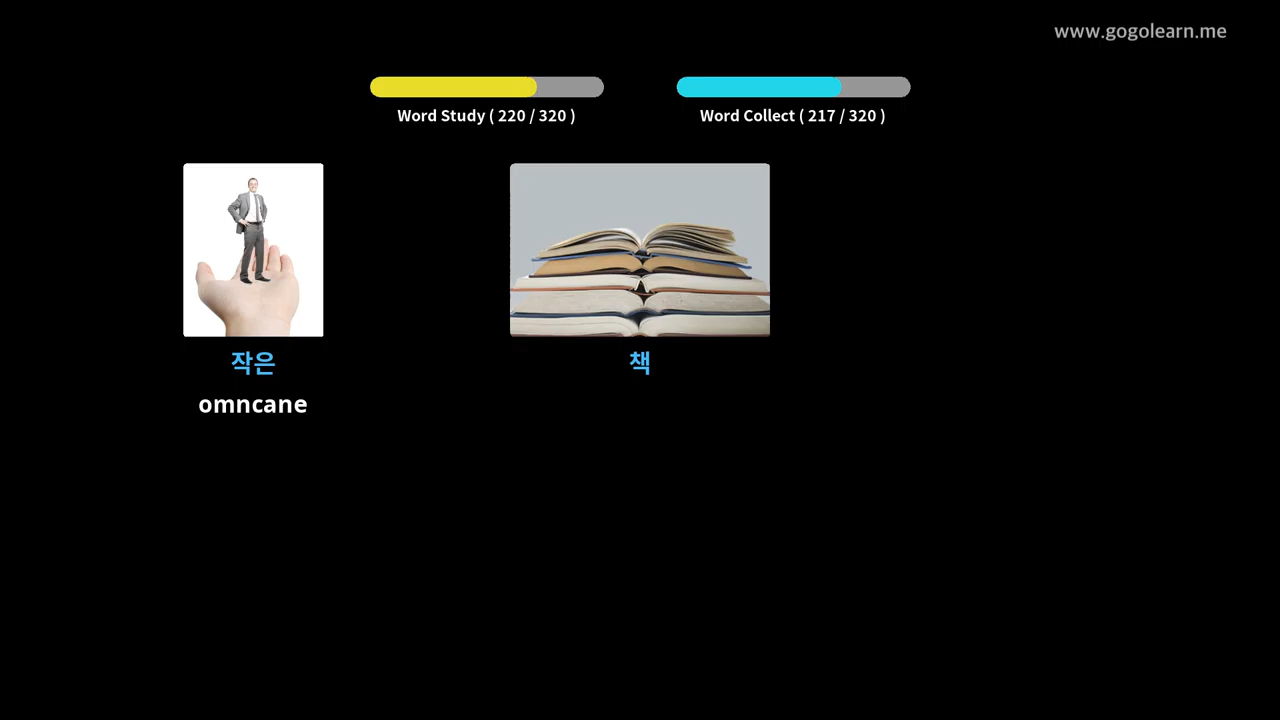 www.gogolearn.me
Word Study ( 220 / 320 )
Word Collect ( 217 / 320 )
작은
책
omncane